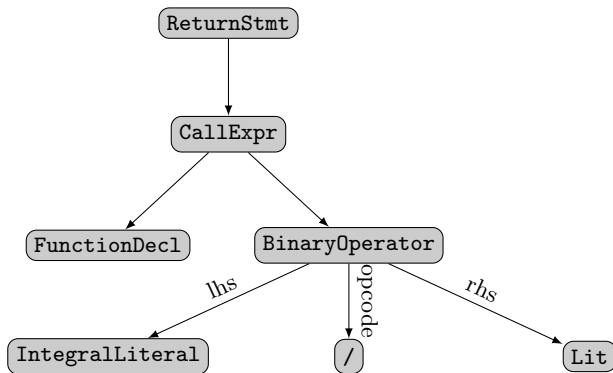 ReturnStmt
CallExpr
FunctionDecl
BinaryOperator
lhs
opcode
rhs
IntegralLiteral
/
Lit